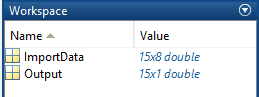 Workspace
Name Value
ImportData 15x8 double
Output 15x1 double